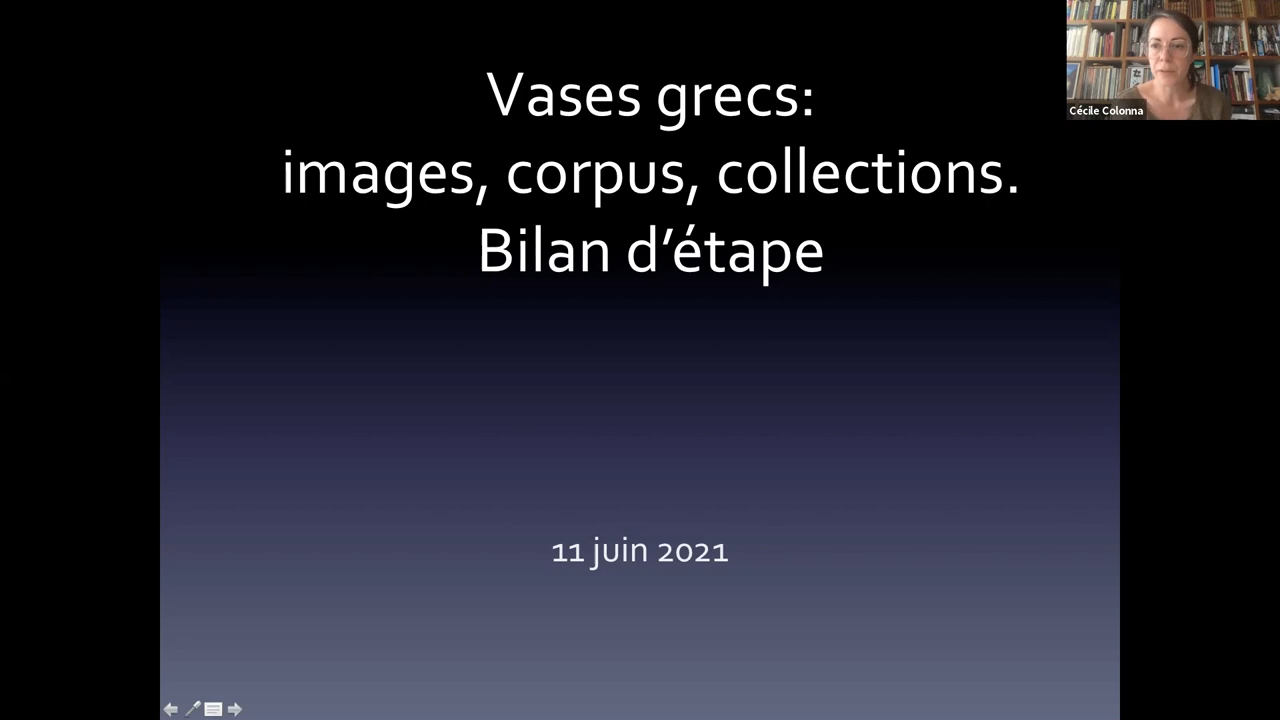 Vases grecs:
images, corpus, collections.
Bilan d’étape
11 juin 2021
Cécile Colonna